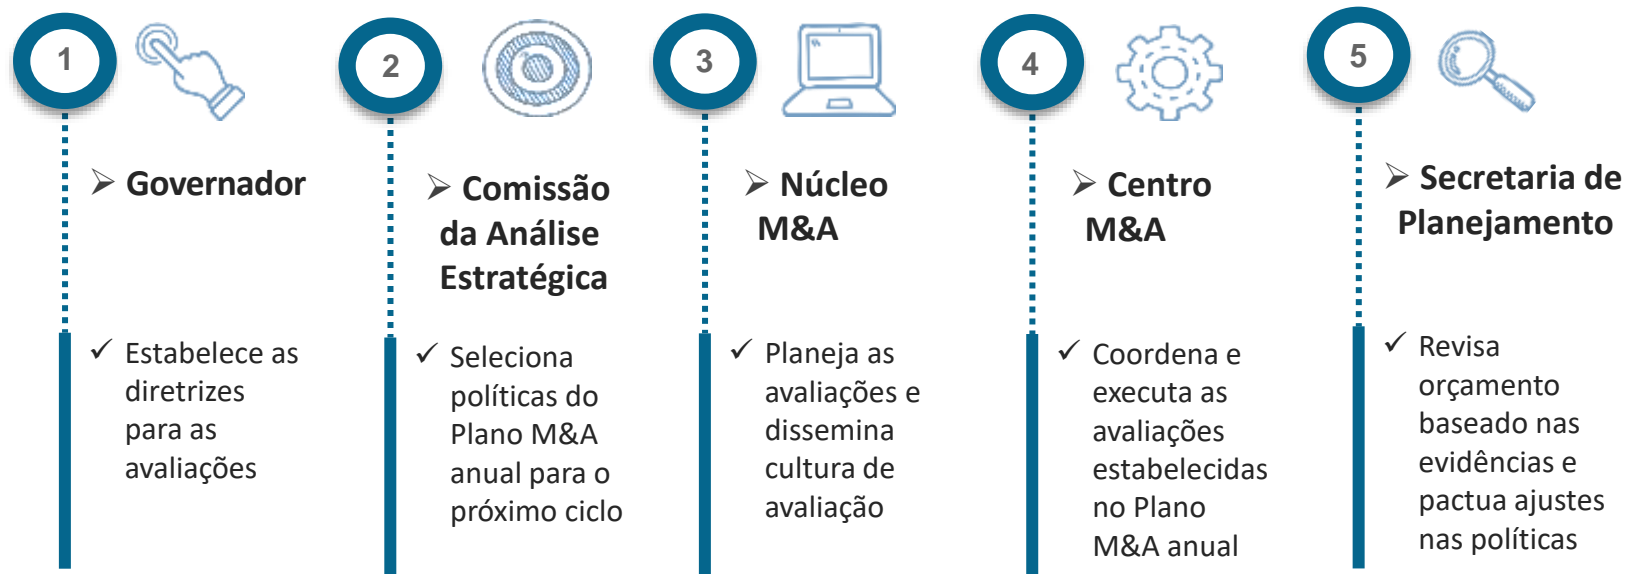 1
➢ Governador
✓ Estabelece as
diretrizes
para as
avaliações
2
➢ Comissão
da Análise
Estratégica
✓ Seleciona
políticas do
Plano M&A
anual para o
próximo ciclo
3
➢ Núcleo
M&A
✓ Planeja as
avaliações e
dissemina
cultura de
avaliação
4
➢ Centro
M&A
✓ Coordena e
executa as
avaliações
estabelecidas
no Plano
M&A anual
5
➢ Secretaria de
Planejamento
✓ Revisa
orçamento
baseado nas
evidências e
pactua ajustes
nas políticas